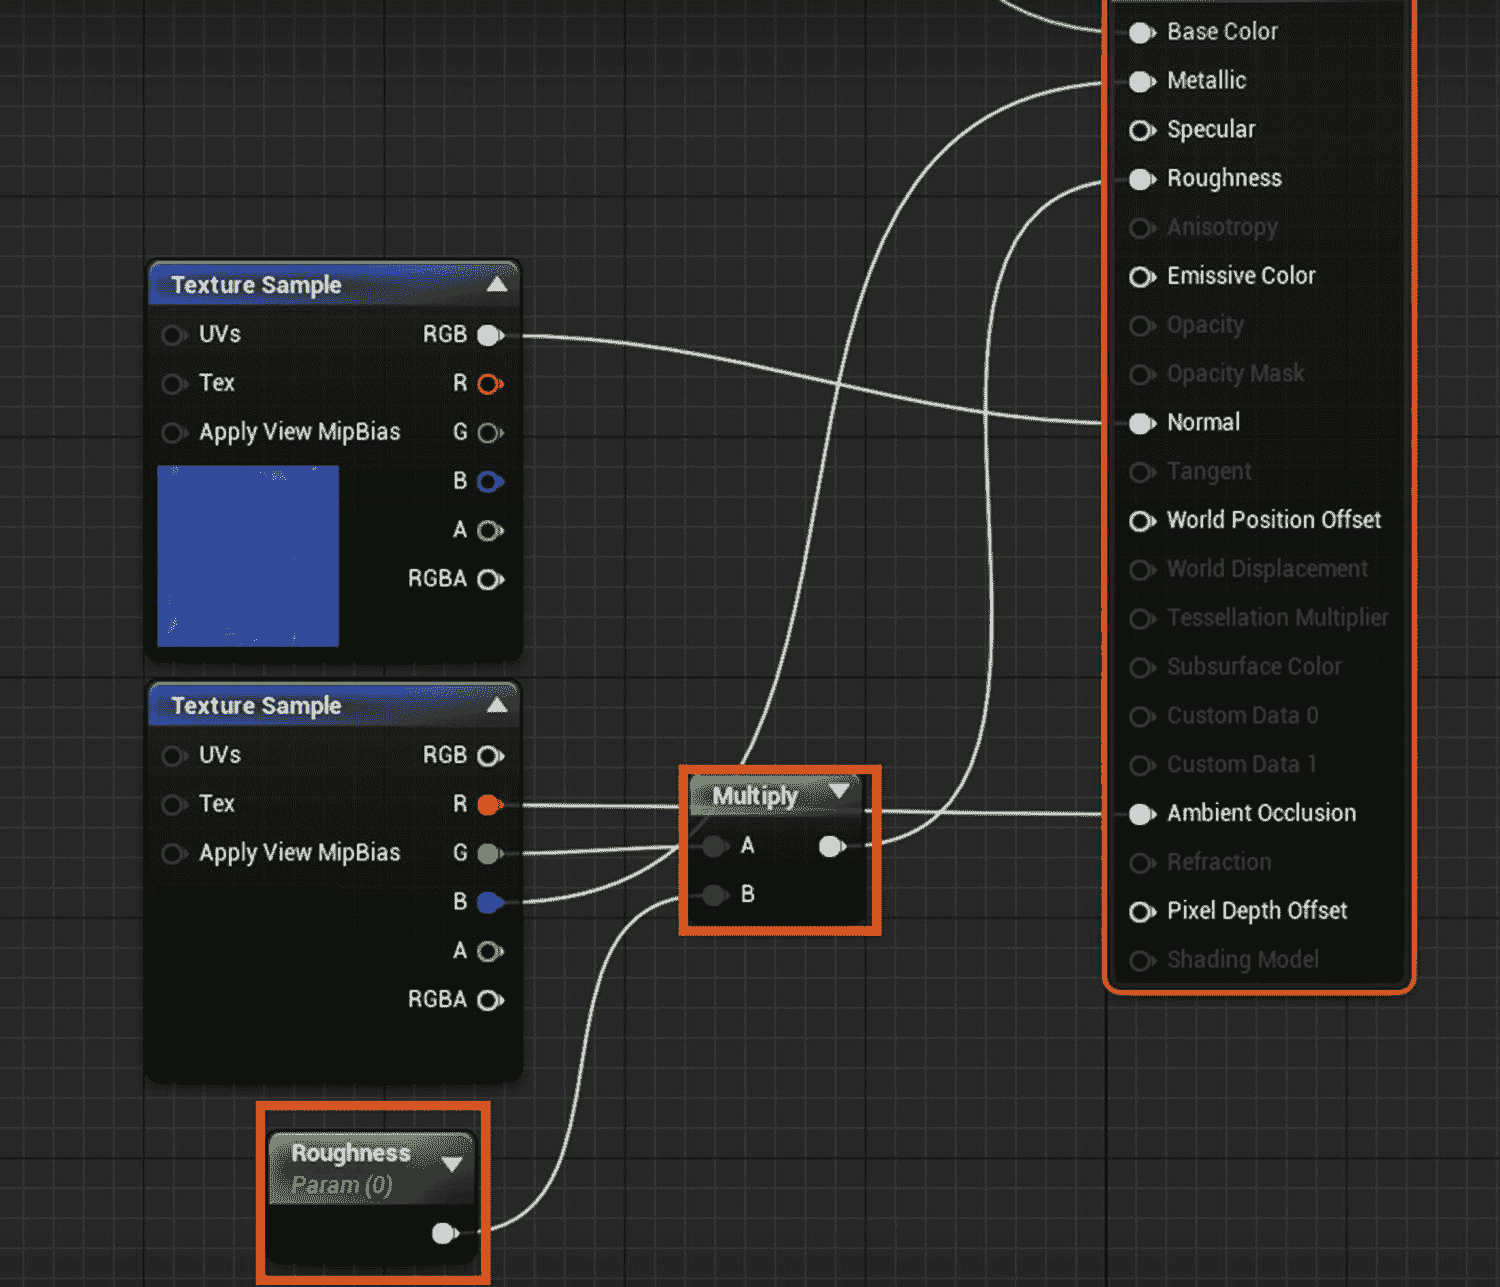 Texture Sample
UVs RGB
Tex R
Apply View MipBias G
B
A
RGBA
Texture Sample
UVs RGB
Tex R
Apply View MipBias G
B
A
RGBA
Roughness
Param (0)
Multiply
A
B
Base Color
Metallic
Specular
Roughness
Anisotropy
Emissive Color
Opacity
Opacity Mask
Normal
Tangent
World Position Offset
World Displacement
Tessellation Multiplier
Subsurface Color
Custom Data 0
Custom Data 1
Ambient Occlusion
Refraction
Pixel Depth Offset
Shading Model